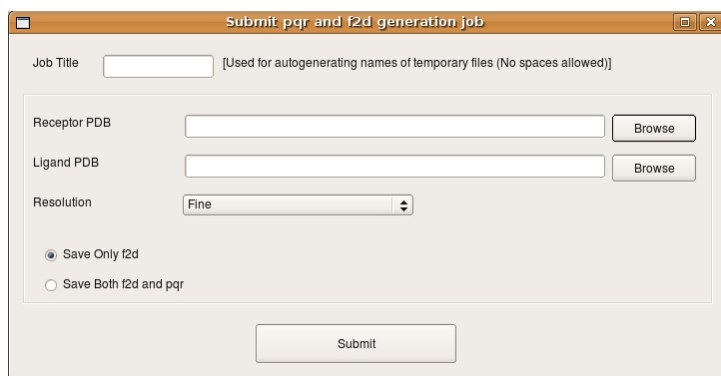 Submit pqr and f2d generation job
Job Title [Used for autogenerating names of temporary files (No spaces allowed)]
Receptor PDB Browse
Ligand PDB Browse
Resolution Fine
Save Only f2d
Save Both f2d and pqr
Submit